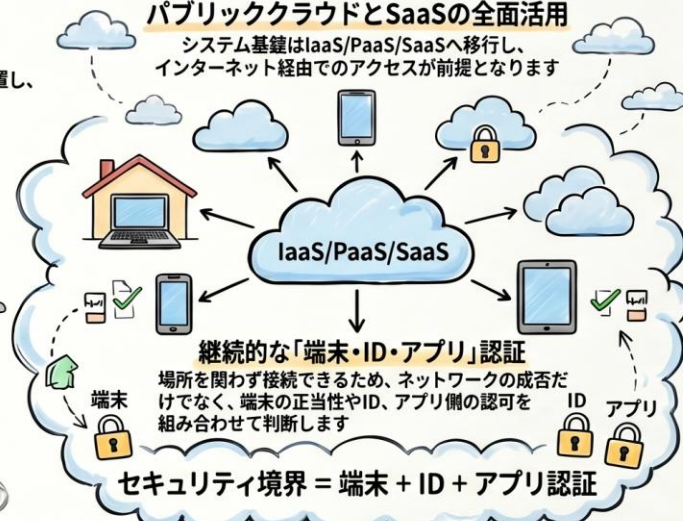 パブリッククラウドとSaaSの全面活用
システム基鍵はIaaS/PaaS/SaaSへ移行し、
インターネット経由でのアクセスが前提となります
置し、
IaaS/PaaS/SaaS
継続的な「端末・ID・アプリ」認証
場所を関わず接続できるため、ネットワークの成否だ
けでなく、端末の正当性やID、アプリ側の認可を
組み合わせて判断します
端末
ID
アプリ
セキュリティ境界 = 端末 + ID + アプリ認証